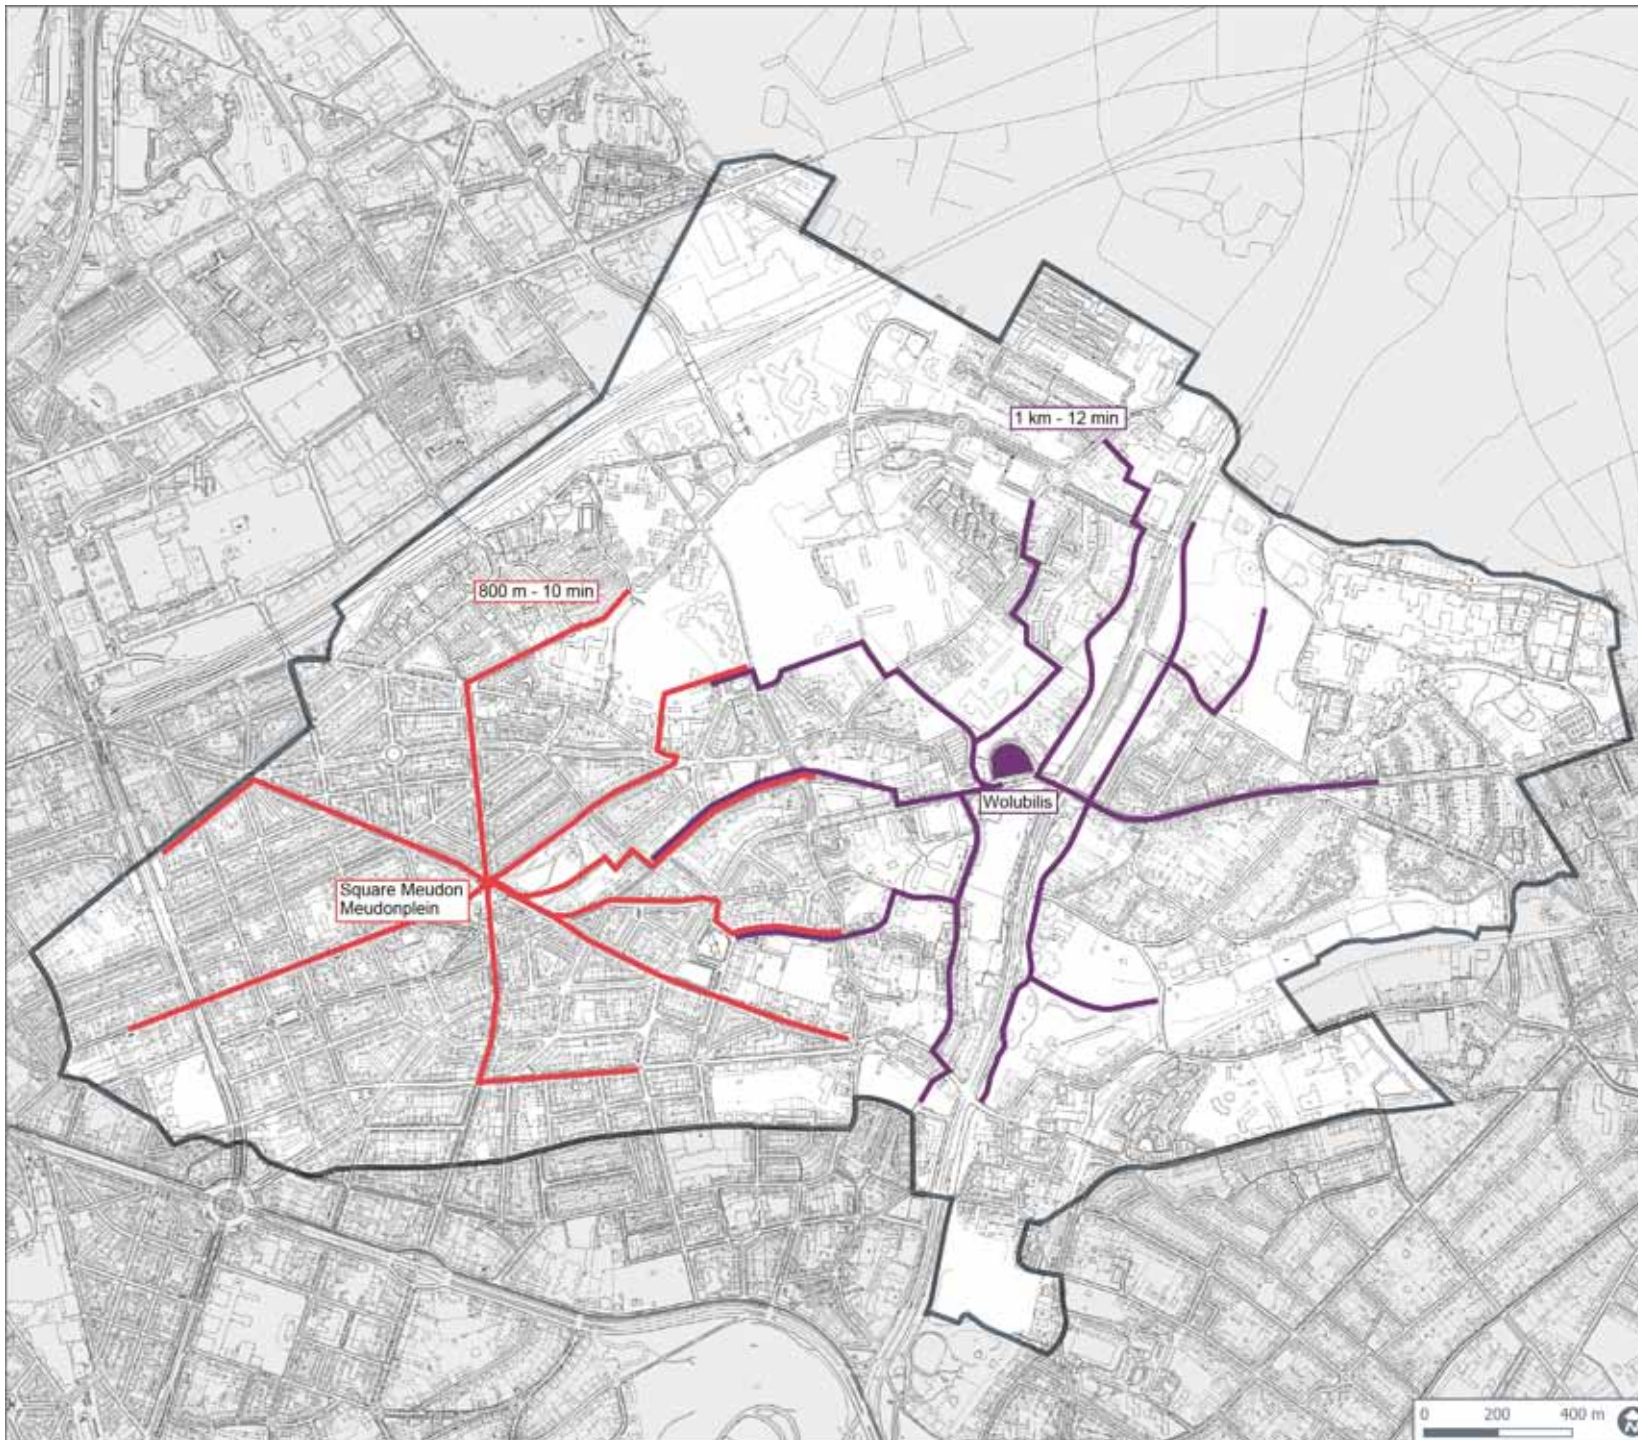 1 km - 12 min
800 m - 10 min
Wolubilis
Square Meudon
Meudonplein
0 200 400 m
N